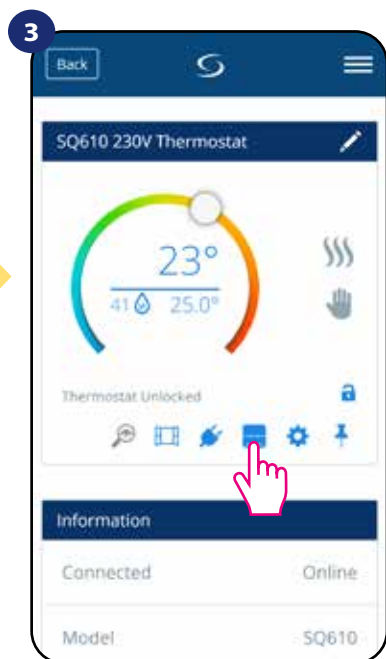 3
Back
SQ610 230V Thermostat
23°
41 25.0°
Thermostat Unlocked
Information
Connected Online
Model SQ610